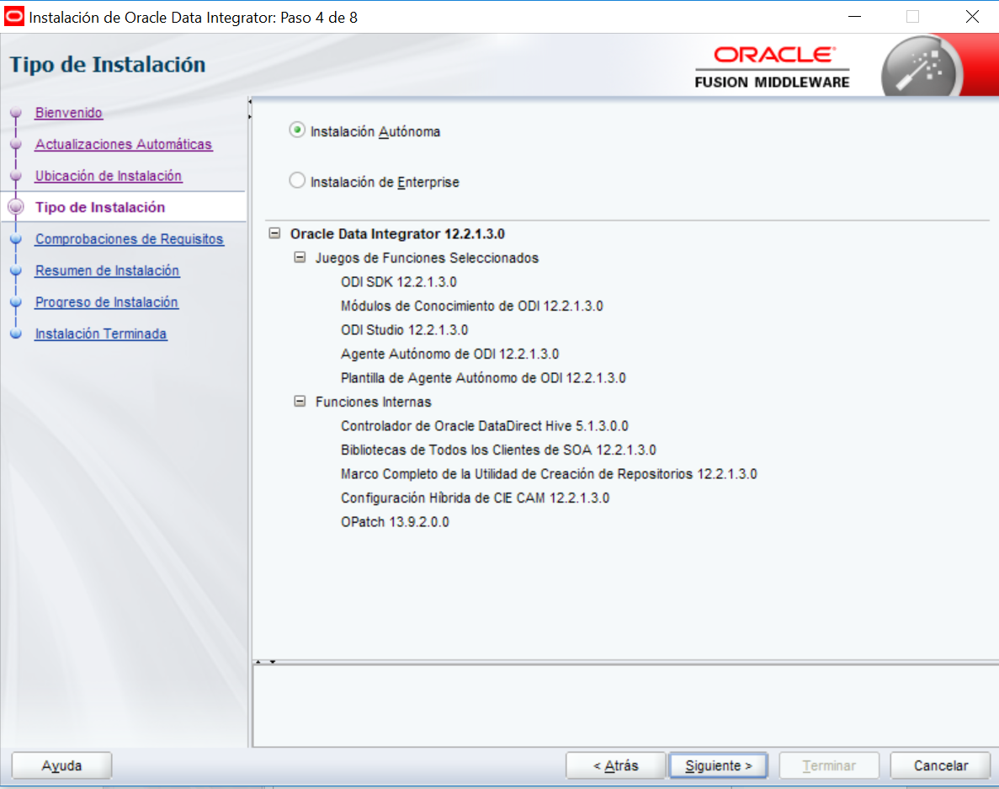 Instalación de Oracle Data Integrator: Paso 4 de 8
Tipo de Instalación
ORACLE®
FUSION MIDDLEWARE
Bienvenido
Actualizaciones Automáticas
Ubicación de Instalación
Tipo de Instalación
Comprobaciones de Requisitos
Resumen de Instalación
Progreso de Instalación
Instalación Terminada
Instalación Autónoma
Instalación de Enterprise
Oracle Data Integrator 12.2.1.3.0
Juegos de Funciones Seleccionados
ODI SDK 12.2.1.3.0
Módulos de Conocimiento de ODI 12.2.1.3.0
ODI Studio 12.2.1.3.0
Agente Autónomo de ODI 12.2.1.3.0
Plantilla de Agente Autónomo de ODI 12.2.1.3.0
Funciones Internas
Controlador de Oracle DataDirect Hive 5.1.3.0.0
Bibliotecas de Todos los Clientes de SOA 12.2.1.3.0
Marco Completo de la Utilidad de Creación de Repositorios 12.2.1.3.0
Configuración Híbrida de CIE CAM 12.2.1.3.0
OPatch 13.9.2.0.0
Ayuda
< Atrás
Siguiente >
Terminar
Cancelar